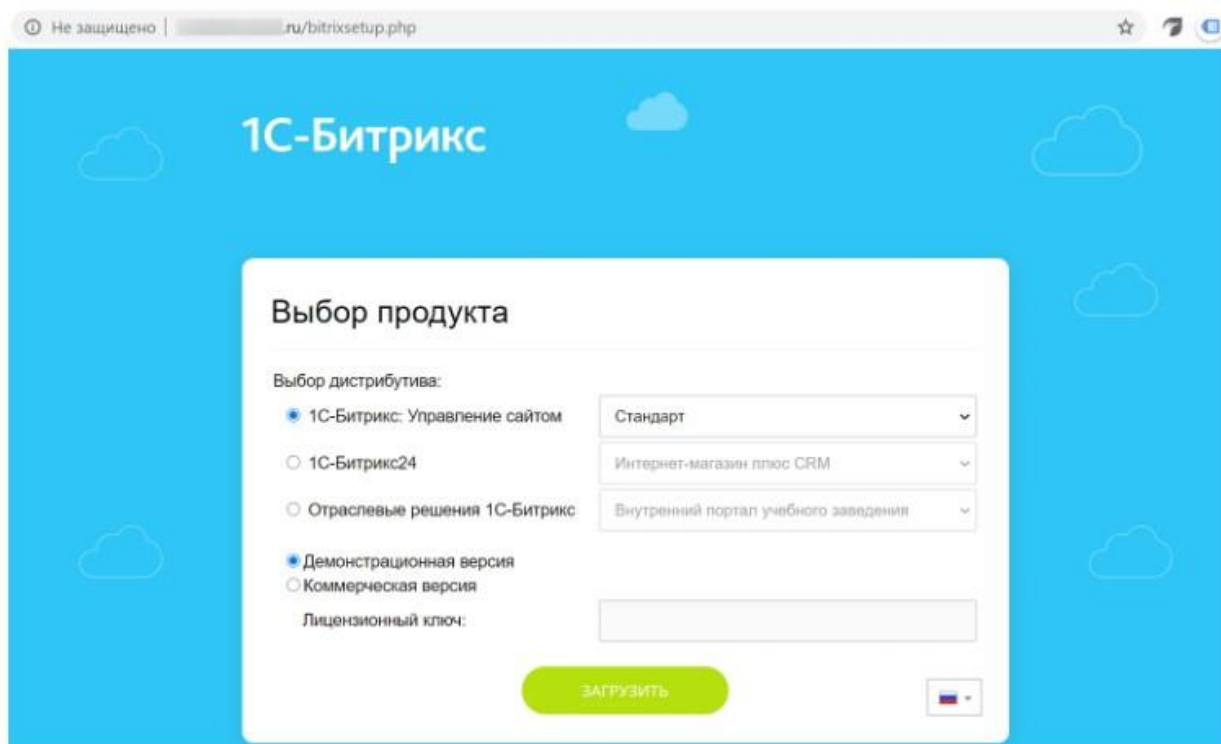 Не защищено | .ru/bitrixsetup.php
1С-Битрикс
Выбор продукта
Выбор дистрибутива:
1С-Битрикс: Управление сайтом Стандарт
1С-Битрикс24 Интернет-магазин плюс CRM
Отраслевые решения 1С-Битрикс Внутренний портал учебного заведения
Демонстрационная версия
Коммерческая версия
Лицензионный ключ:
ЗАГРУЗИТЬ